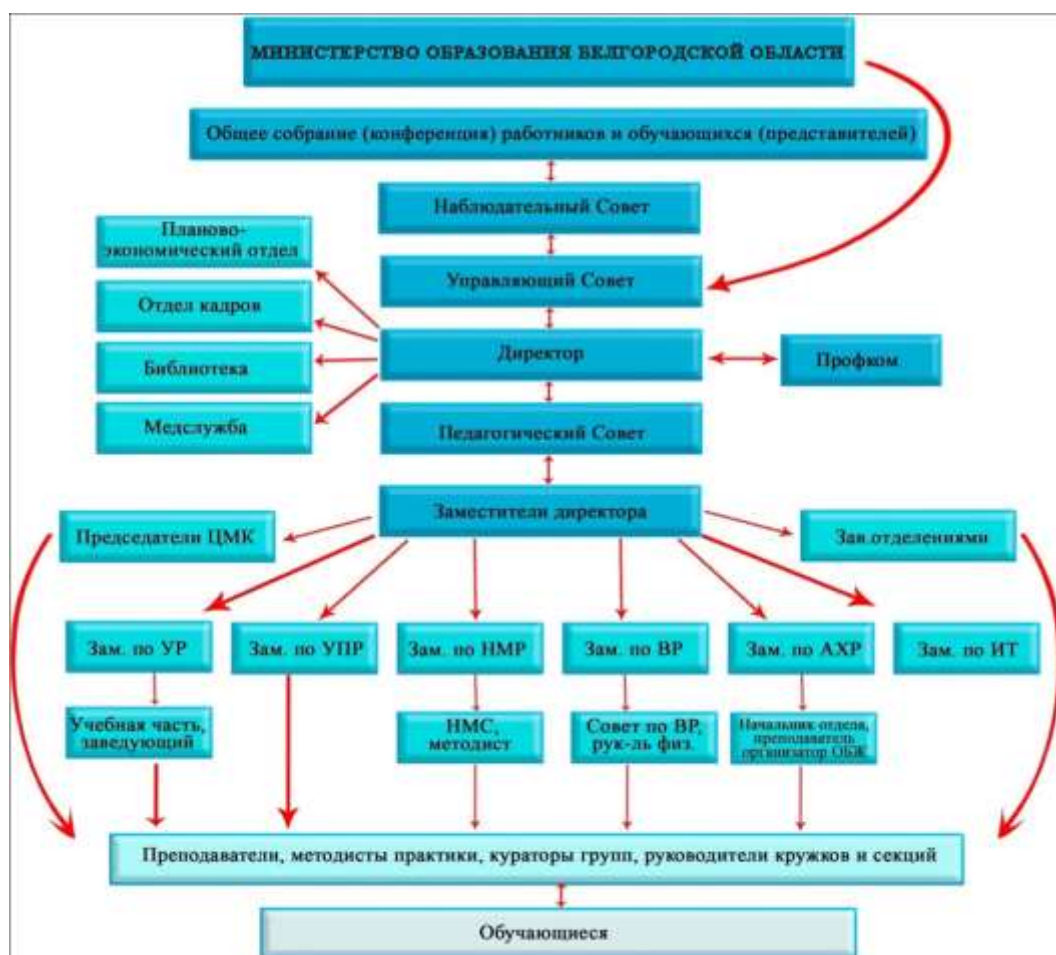 МИНИСТЕРСТВО ОБРАЗОВАНИЯ БЕЛГОРОДСКОЙ ОБЛАСТИ
Общее собрание (конференция) работников и обучающихся (представителей)
Наблюдательный Совет
Планово-
экономический отдел
Управляющий Совет
Отдел кадров
Директор
Профком
Библиотека
Медслужба
Педагогический Совет
Заместители директора
Председатели ЦМК
Зав.отделениями
Зам. по УР
Зам. по УПР
Зам. по НМР
Зам. по ВР
Зам. по АХР
Зам. по ИТ
Учебная часть,
заведующий
НМС,
методист
Совет по ВР,
рук-ль физ.
Начальник отдела,
преподаватель
организатор ОБЖ
Преподаватели, методисты практики, кураторы групп, руководители кружков и секций
Обучающиеся